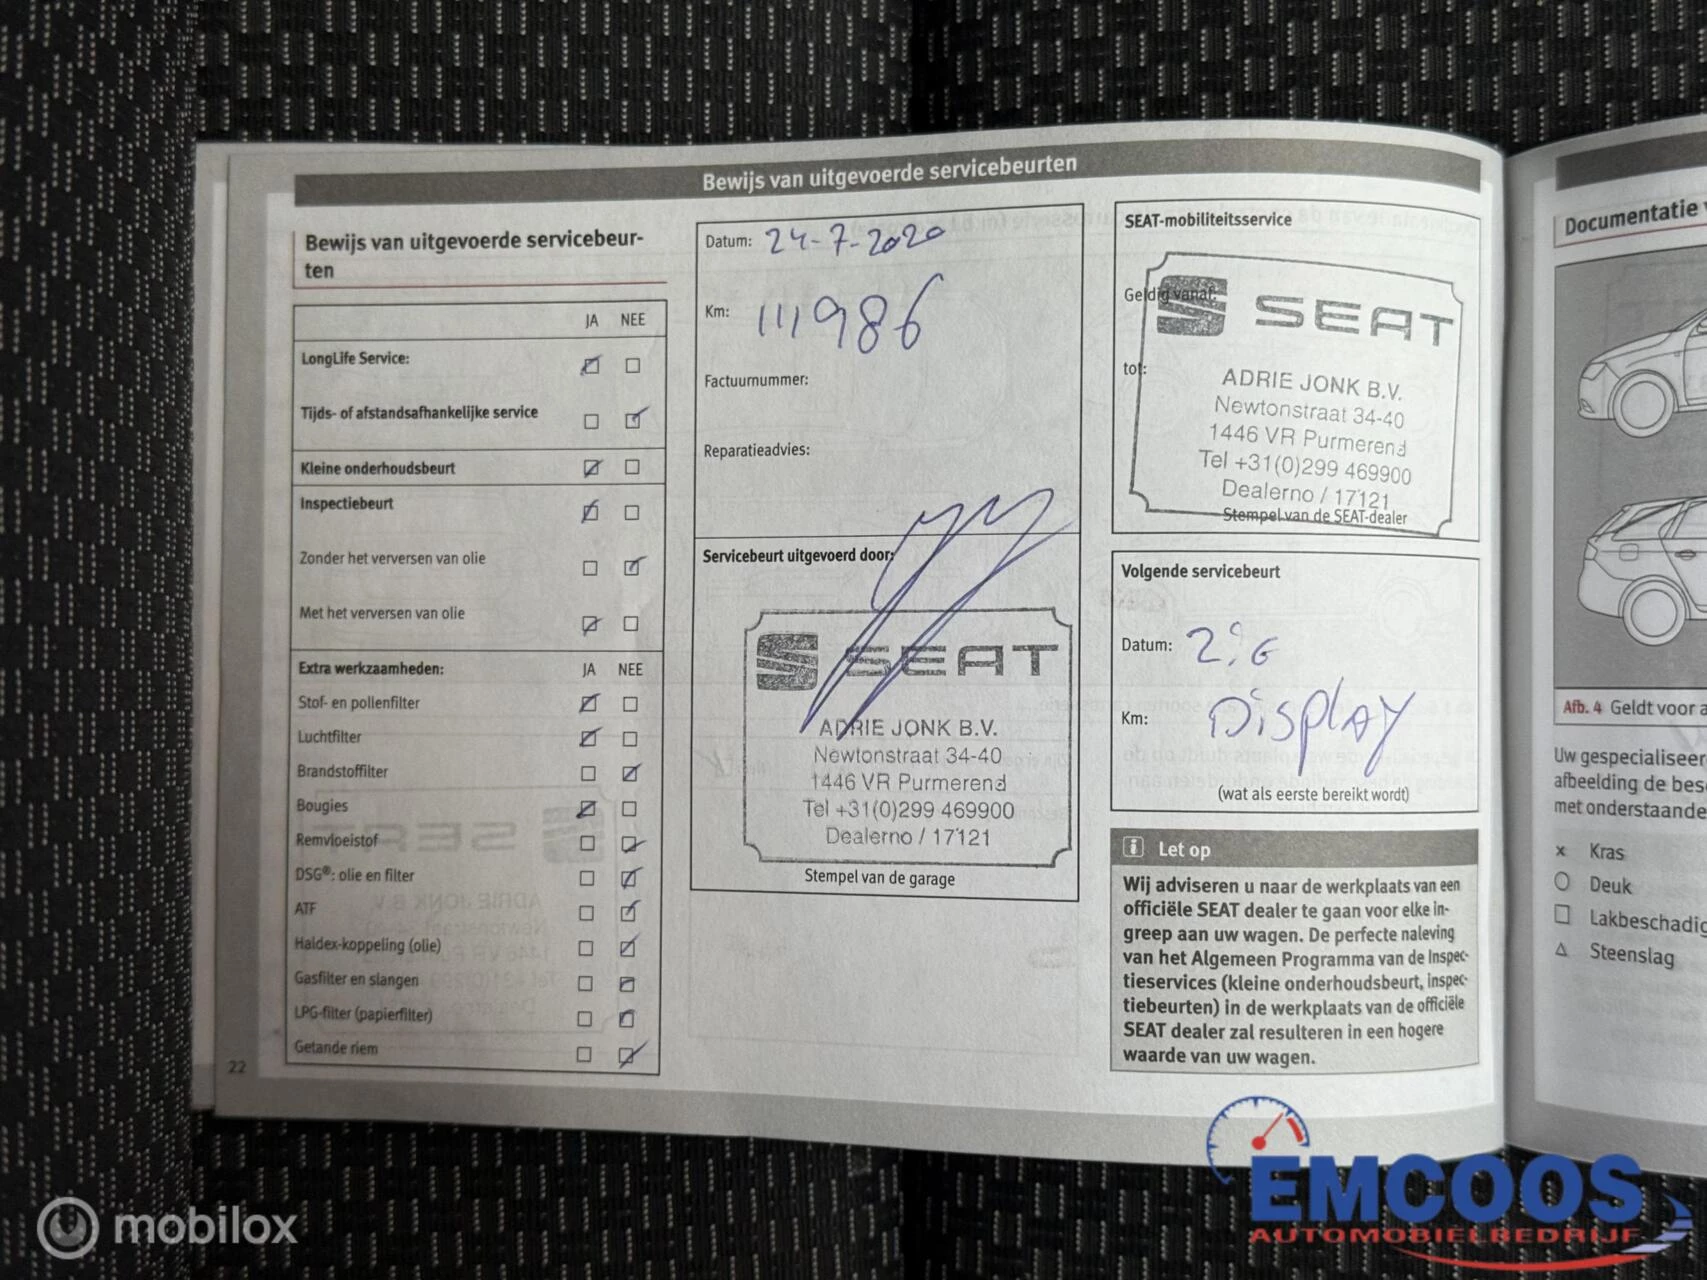 Bewijs van uitgevoerde servicebeurten
Bewijs van uitgevoerde servicebeur-
ten
JA NEE
LongLife Service:
Tijds- of afstandsafhankelijke service
Kleine onderhoudsbeurt
Inspectiebeurt
Zonder het verversen van olie
Met het verversen van olie
Extra werkzaamheden: JA NEE
Stof- en pollenfilter
Luchtfilter
Brandstoffilter
Bougies
Remvloeistof
DSG®: olie en filter
ATF
Haldex-koppeling (olie)
Gasfilter en slangen
LPG-filter (papierfilter)
Getande riem
22
Datum: 24-7-2020
Km: 111986
Factuurnummer:
Reparatieadvies:
Servicebeurt uitgevoerd door:
SEAT
ADRIE JONK B.V.
Newtonstraat 34-40
1446 VR Purmerend
Tel +31(0)299 469900
Dealerno / 17121
Stempel van de garage
SEAT-mobiliteitsservice
Geldig vanaf:
SEAT
tot:
ADRIE JONK B.V.
Newtonstraat 34-40
1446 VR Purmerend
Tel +31(0)299 469900
Dealerno / 17121
Stempel van de SEAT-dealer
Volgende servicebeurt
Datum:
Km: Display
(wat als eerste bereikt wordt)
i Let op
Wij adviseren u naar de werkplaats van een
officiële SEAT dealer te gaan voor elke in-
greep aan uw wagen. De perfecte naleving
van het Algemeen Programma van de Inspec-
tieservices (kleine onderhoudsbeurt, inspec-
tiebeurten) in de werkplaats van de officiële
SEAT dealer zal resulteren in een hogere
waarde van uw wagen.
Documentatie
Afb. 4 Geldt voor
Uw
afbeelding de
met
x Kras
Deuk
Steenslag
mobilox
EMCOOS
AUTOMOBIELBEDRIJF